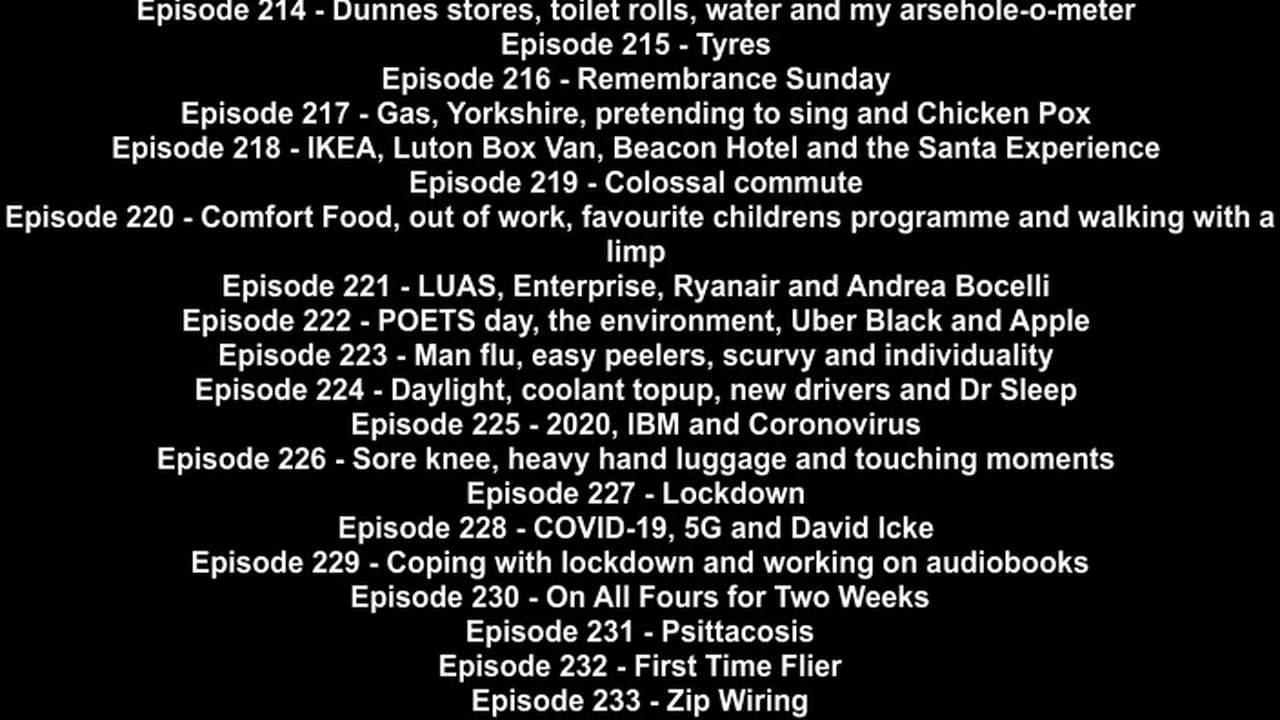 Episode 214 - Dunnes stores, toilet rolls, water and my arsehole-o-meter
Episode 215 - Tyres
Episode 216 - Remembrance Sunday
Episode 217 - Gas, Yorkshire, pretending to sing and Chicken Pox
Episode 218 - IKEA, Luton Box Van, Beacon Hotel and the Santa Experience
Episode 219 - Colossal commute
Episode 220 - Comfort Food, out of work, favourite childrens programme and walking with a
limp
Episode 221 - LUAS, Enterprise, Ryanair and Andrea Bocelli
Episode 222 - POETS day, the environment, Uber Black and Apple
Episode 223 - Man flu, easy peelers, scurvy and individuality
Episode 224 - Daylight, coolant topup, new drivers and Dr Sleep
Episode 225 - 2020, IBM and Coronovirus
Episode 226 - Sore knee, heavy hand luggage and touching moments
Episode 227 - Lockdown
Episode 228 - COVID-19, 5G and David Icke
Episode 229 - Coping with lockdown and working on audiobooks
Episode 230 - On All Fours for Two Weeks
Episode 231 - Psittacosis
Episode 232 - First Time Flier
Episode 233 - Zip Wiring